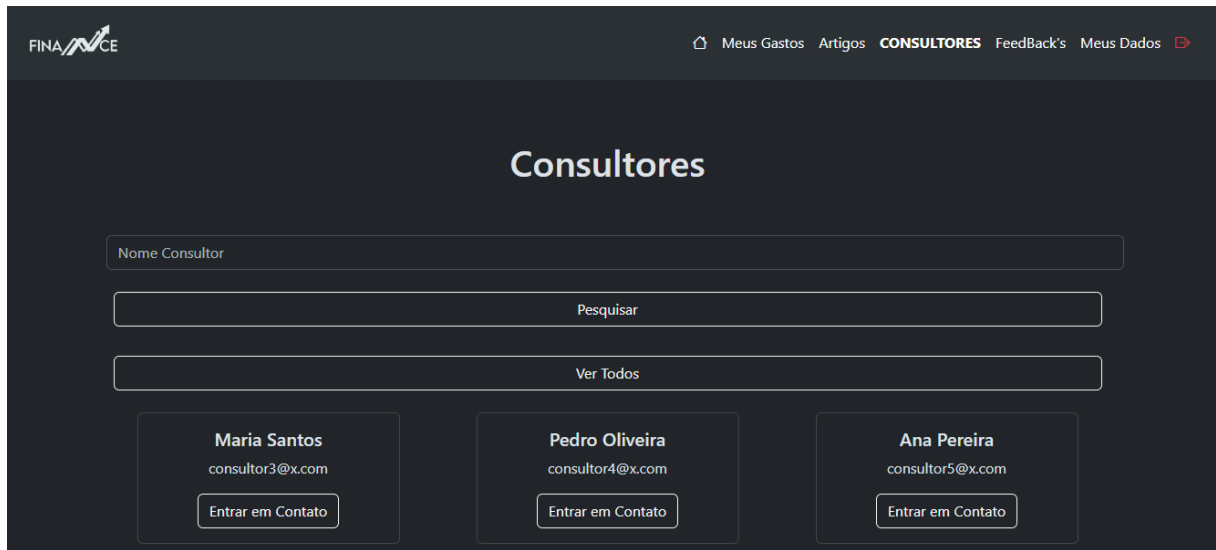 FINANCE Meus Gastos Artigos CONSULTORES FeedBack's Meus Dados
Consultores
Nome Consultor
Pesquisar
Ver Todos
Maria Santos Pedro Oliveira Ana Pereira
consultor3@x.com consultor4@x.com consultor5@x.com
Entrar em Contato Entrar em Contato Entrar em Contato